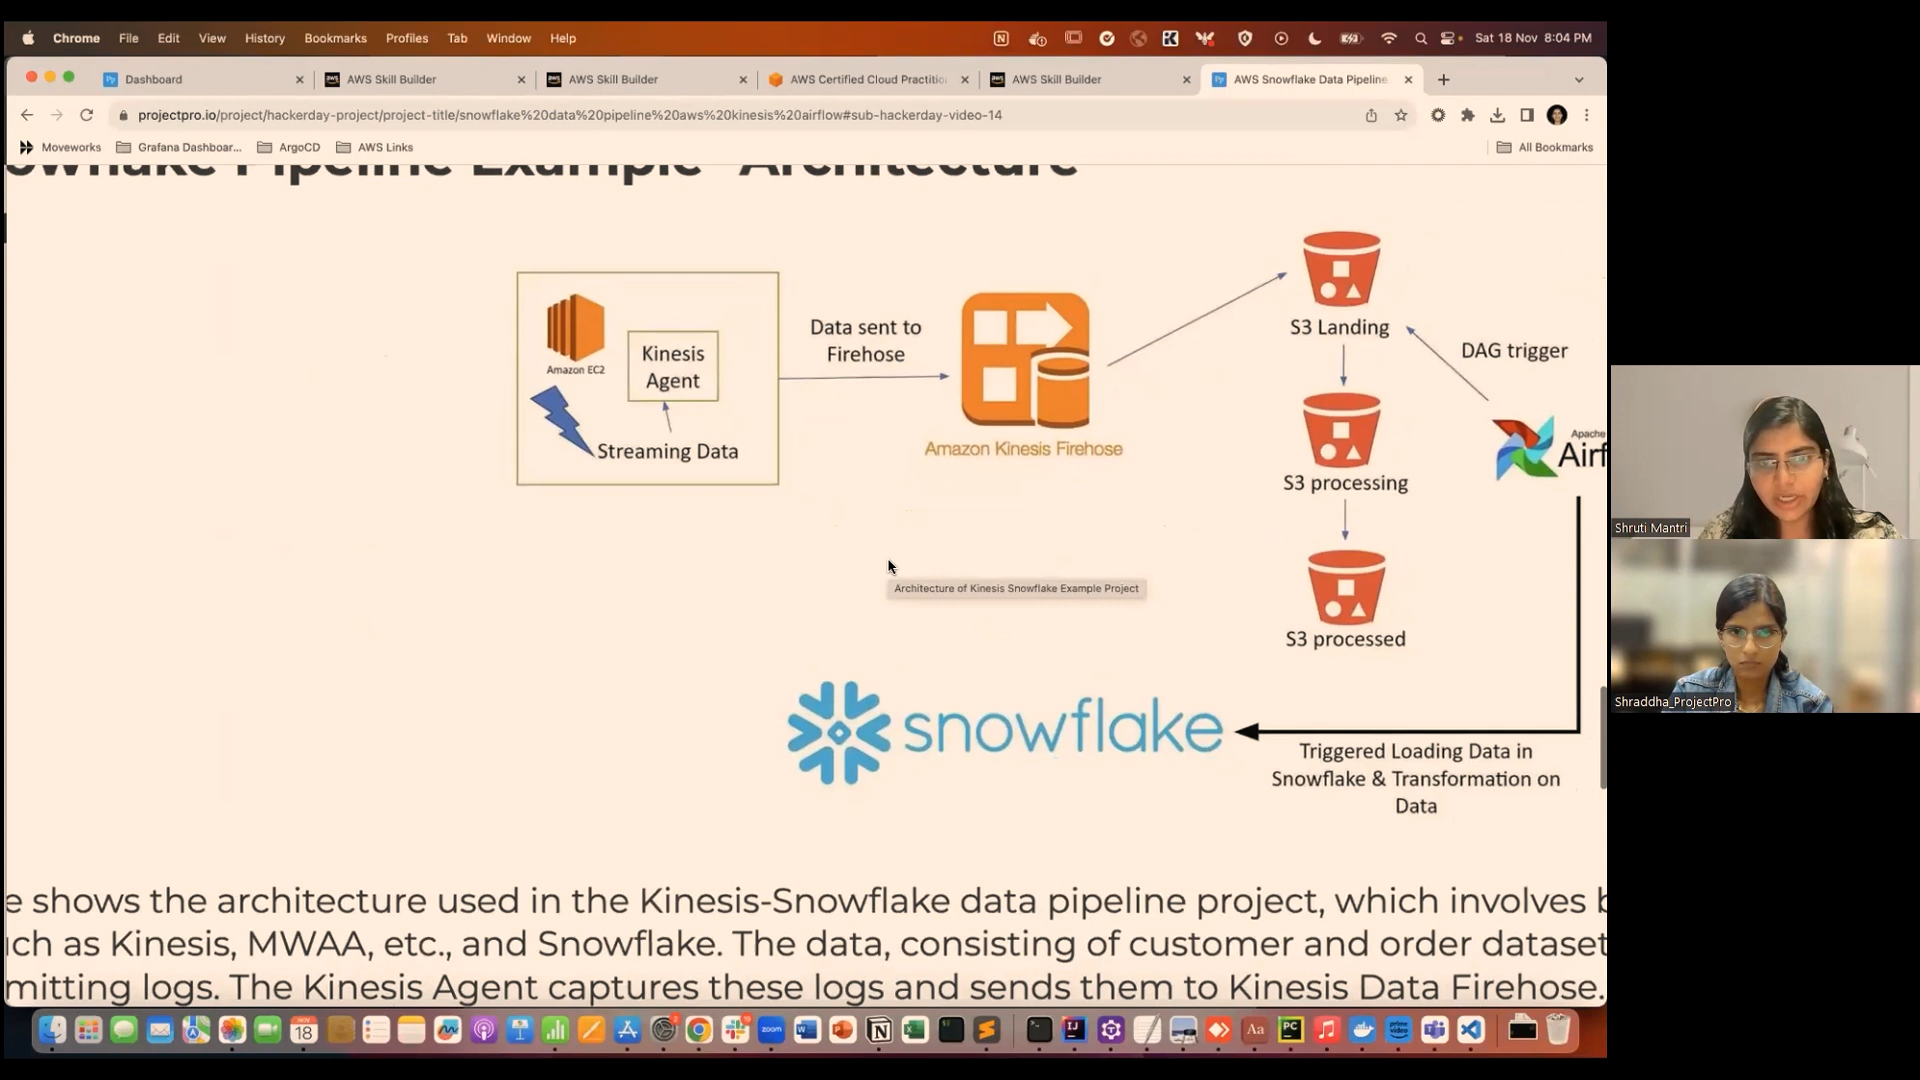 Chrome File Edit View History Bookmarks Profiles Tab Window Help Sat 18 Nov 8:04 PM
Dashboard AWS Skill Builder AWS Skill Builder AWS Certified Cloud Practitio AWS Skill Builder AWS Snowflake Data Pipeline
projectpro.io/project/hackerday-project/project-title/snowflake%20data%20pipeline%20aws%20kinesis%20airflow#sub-hackerday-video-14
Moveworks Grafana Dashboar... ArgoCD AWS Links All Bookmarks
owflake Pipeline Example Architecture
Amazon EC2
Kinesis
Agent
Streaming Data
Data sent to
Firehose
Amazon Kinesis Firehose
S3 Landing
DAG trigger
Apache
Airf
S3 processing
S3 processed
Architecture of Kinesis Snowflake Example Project
snowflake
Triggered Loading Data in
Snowflake & Transformation on
Data
e shows the architecture used in the Kinesis-Snowflake data pipeline project, which involves b
uch as Kinesis, MWAA, etc., and Snowflake. The data, consisting of customer and order dataset
mitting logs. The Kinesis Agent captures these logs and sends them to Kinesis Data Firehose.
Shruti Mantri
Shraddha_ProjectPro
NOV
18
zoom